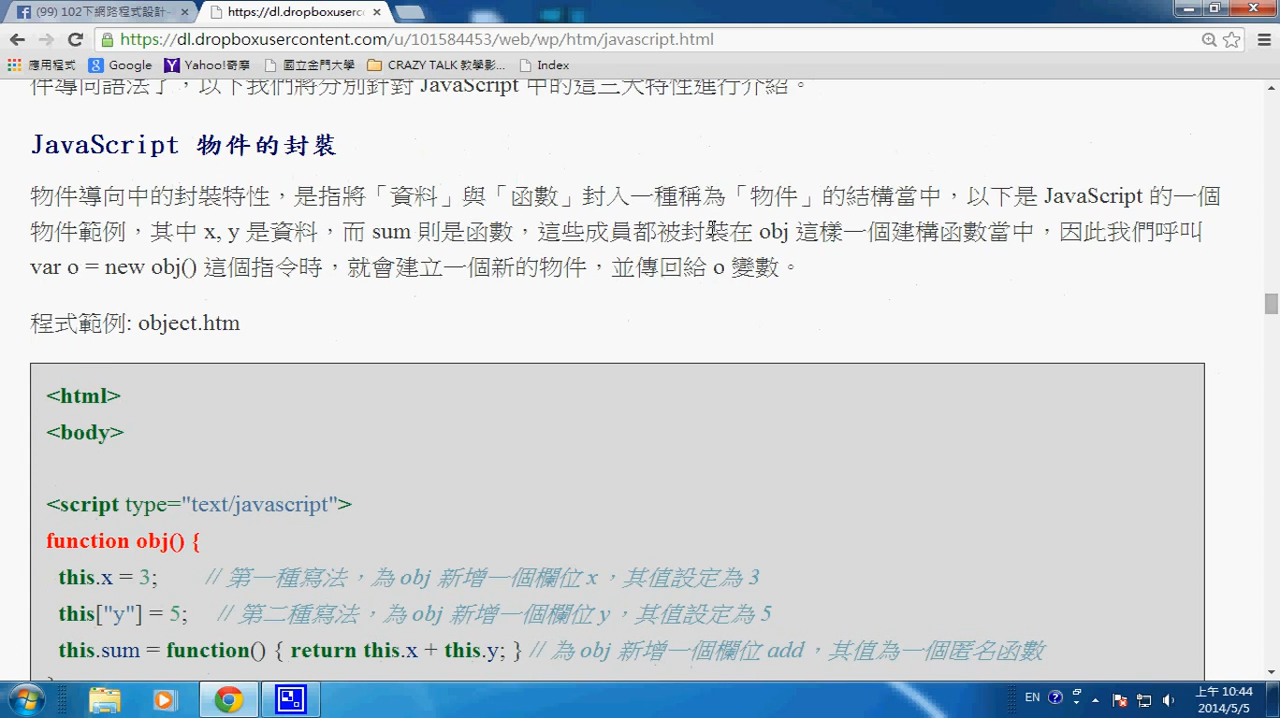 (99) 102下網路程式設計-
https://dl.dropboxuserc
https://dl.dropboxusercontent.com/u/101584453/web/wp/htm/javascript.html
應用程式 Google Yahoo!奇摩 國立金門大學 CRAZY TALK 教學影... Index
件導向語法了，以下我們將分別針對 JavaScript 中的這三大特性進行介紹。
JavaScript 物件的封裝
物件導向中的封裝特性，是指將「資料」與「函數」封入一種稱為「物件」的結構當中，以下是 JavaScript 的一個
物件範例，其中 x, y 是資料，而 sum 則是函數，這些成員都被封裝在 obj 這樣一個建構函數當中，因此我們呼叫
var o = new obj() 這個指令時，就會建立一個新的物件，並傳回給 o 變數。
程式範例: object.htm
<html>
<body>
<script type="text/javascript">
function obj() {
this.x = 3; // 第一種寫法，為 obj 新增一個欄位 x，其值設定為 3
this["y"] = 5; // 第二種寫法，為 obj 新增一個欄位 y，其值設定為 5
this.sum = function() { return this.x + this.y; } // 為 obj 新增一個欄位 add，其值為一個匿名函數
EN
上午 10:44
2014/5/5